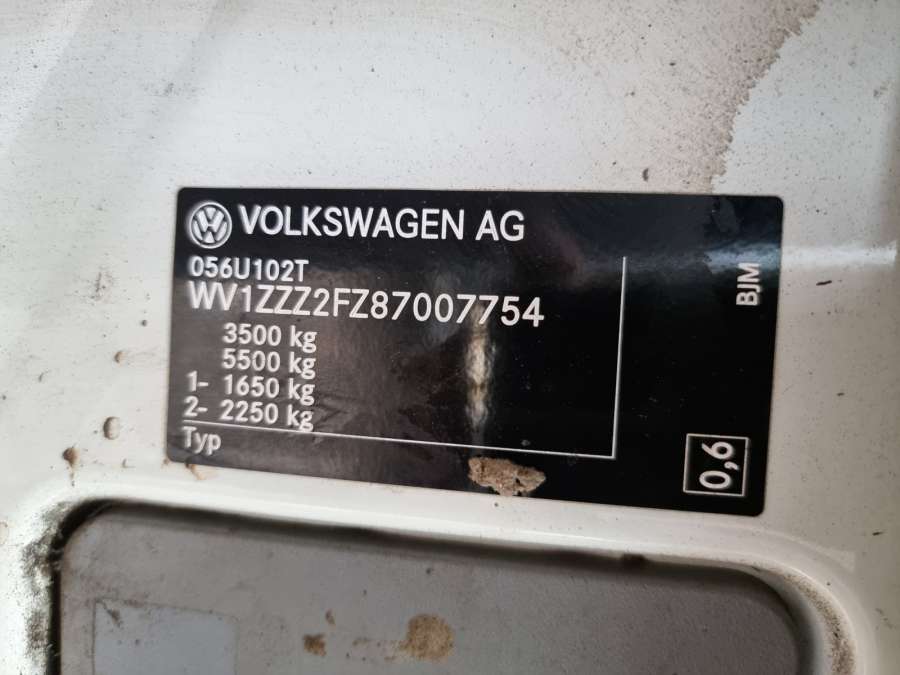 VOLKSWAGEN AG
056U102T
WV1ZZZ2FZ87007754
3500 kg
5500 kg
1- 1650 kg
2- 2250 kg
Typ
BJM
0,6